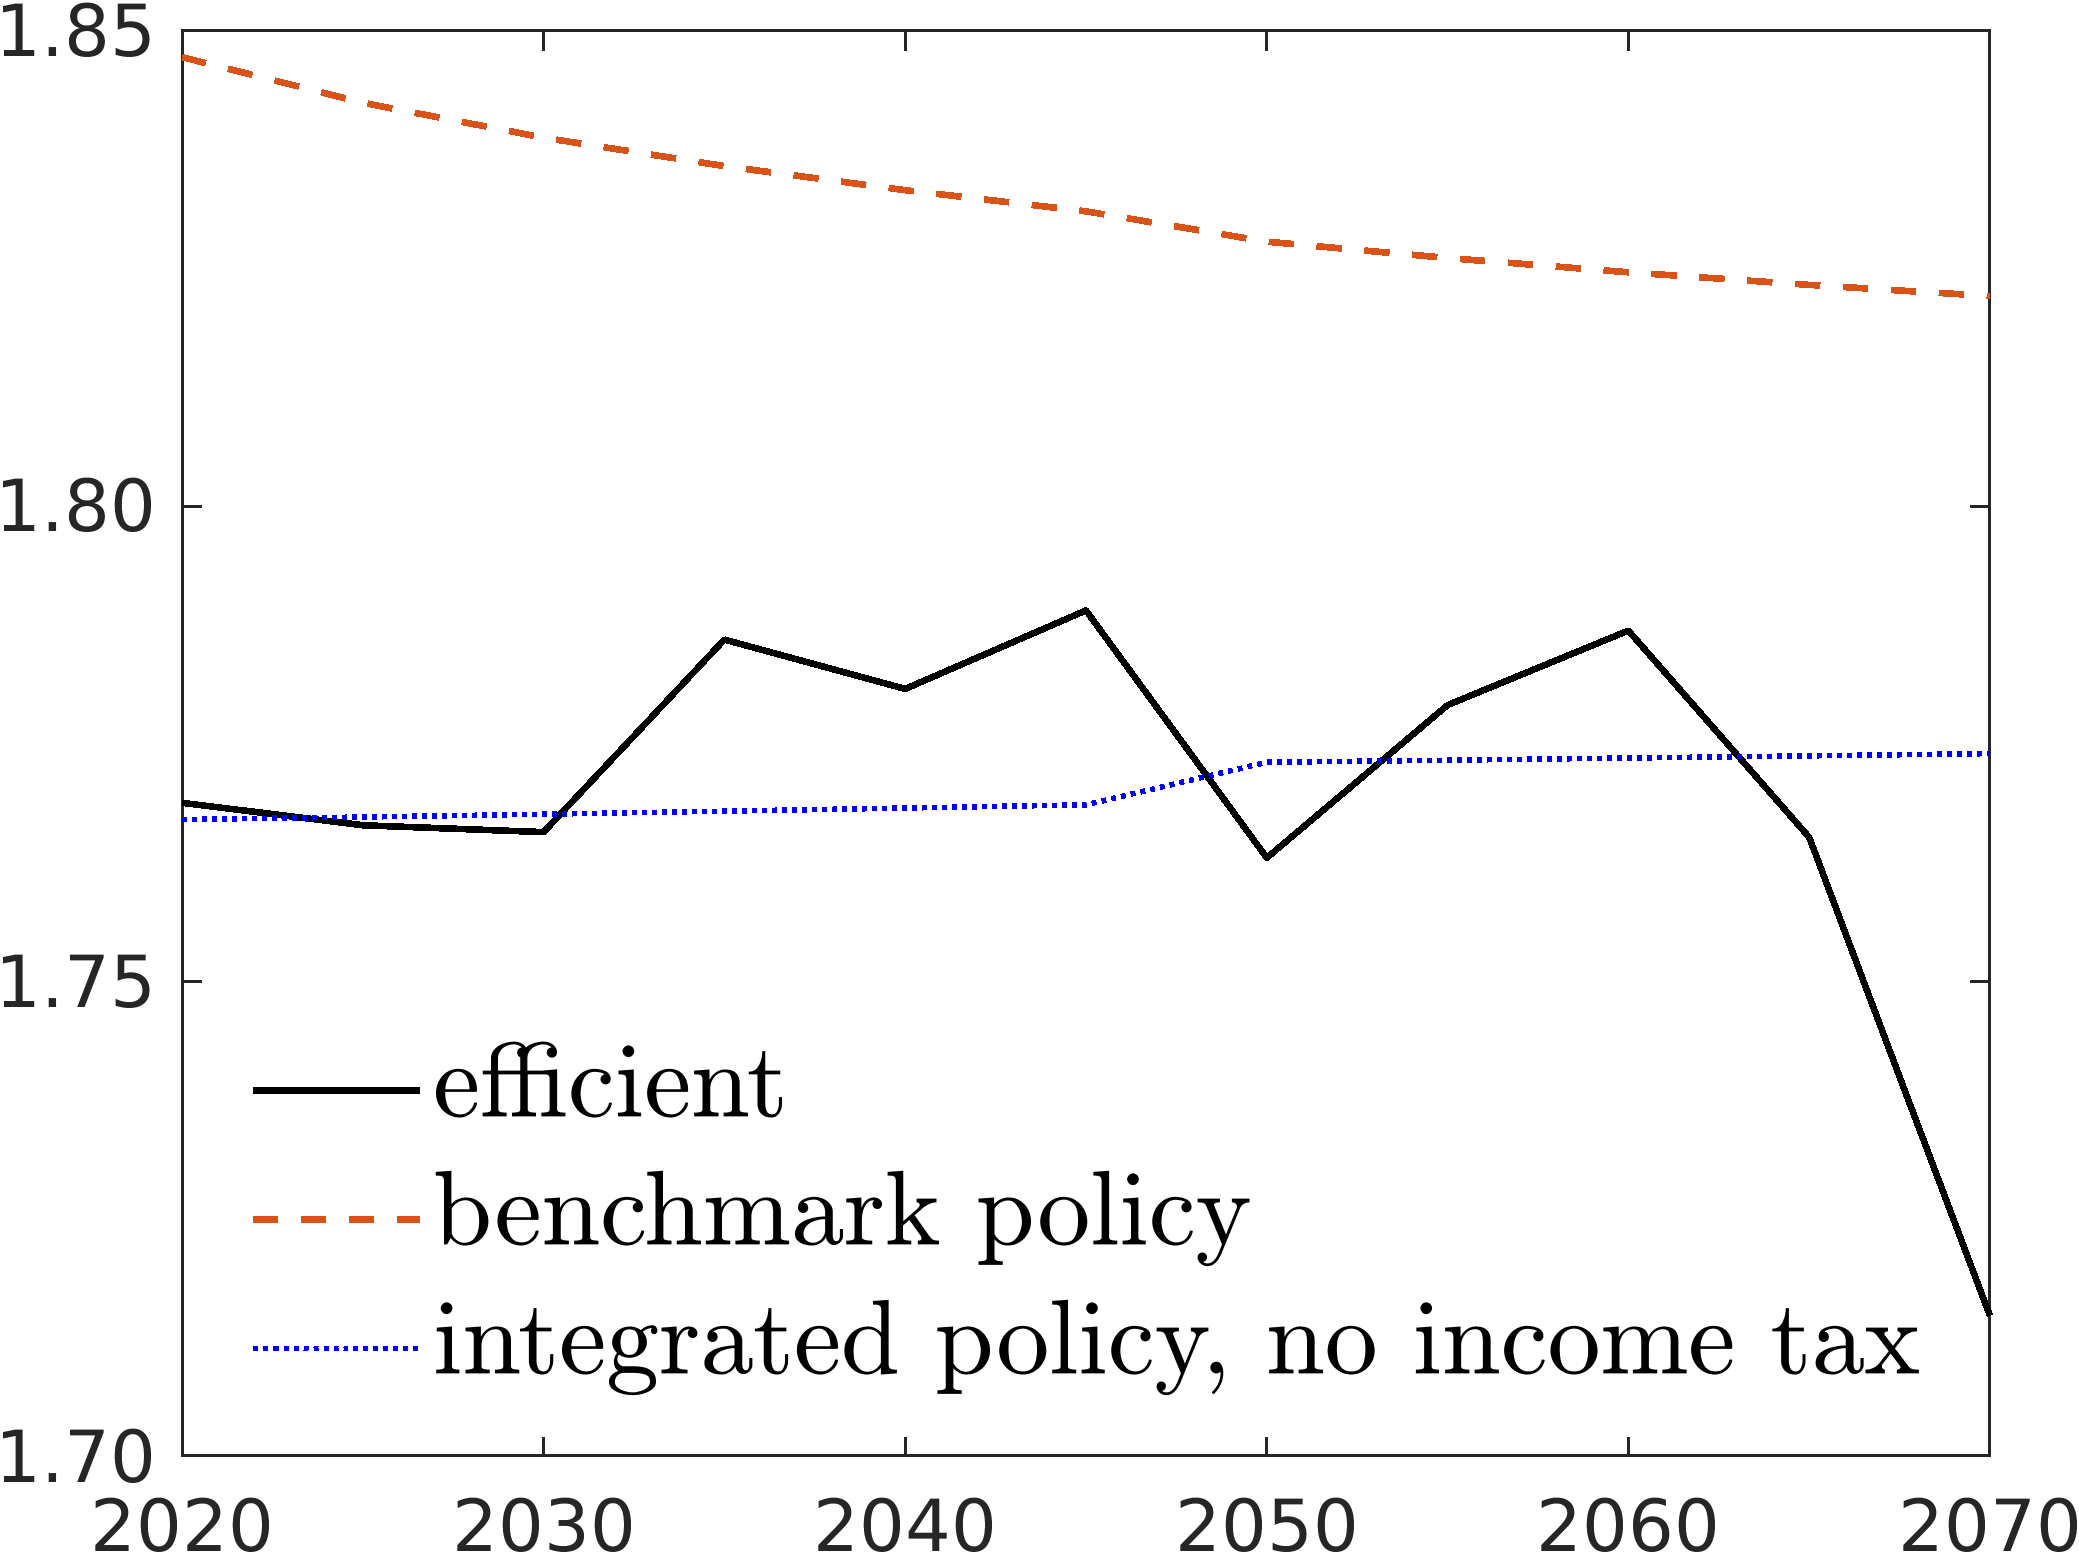 1.85
1.80
1.75
1.70
efficient
benchmark policy
integrated policy, no income tax
2020 2030 2040 2050 2060 2070